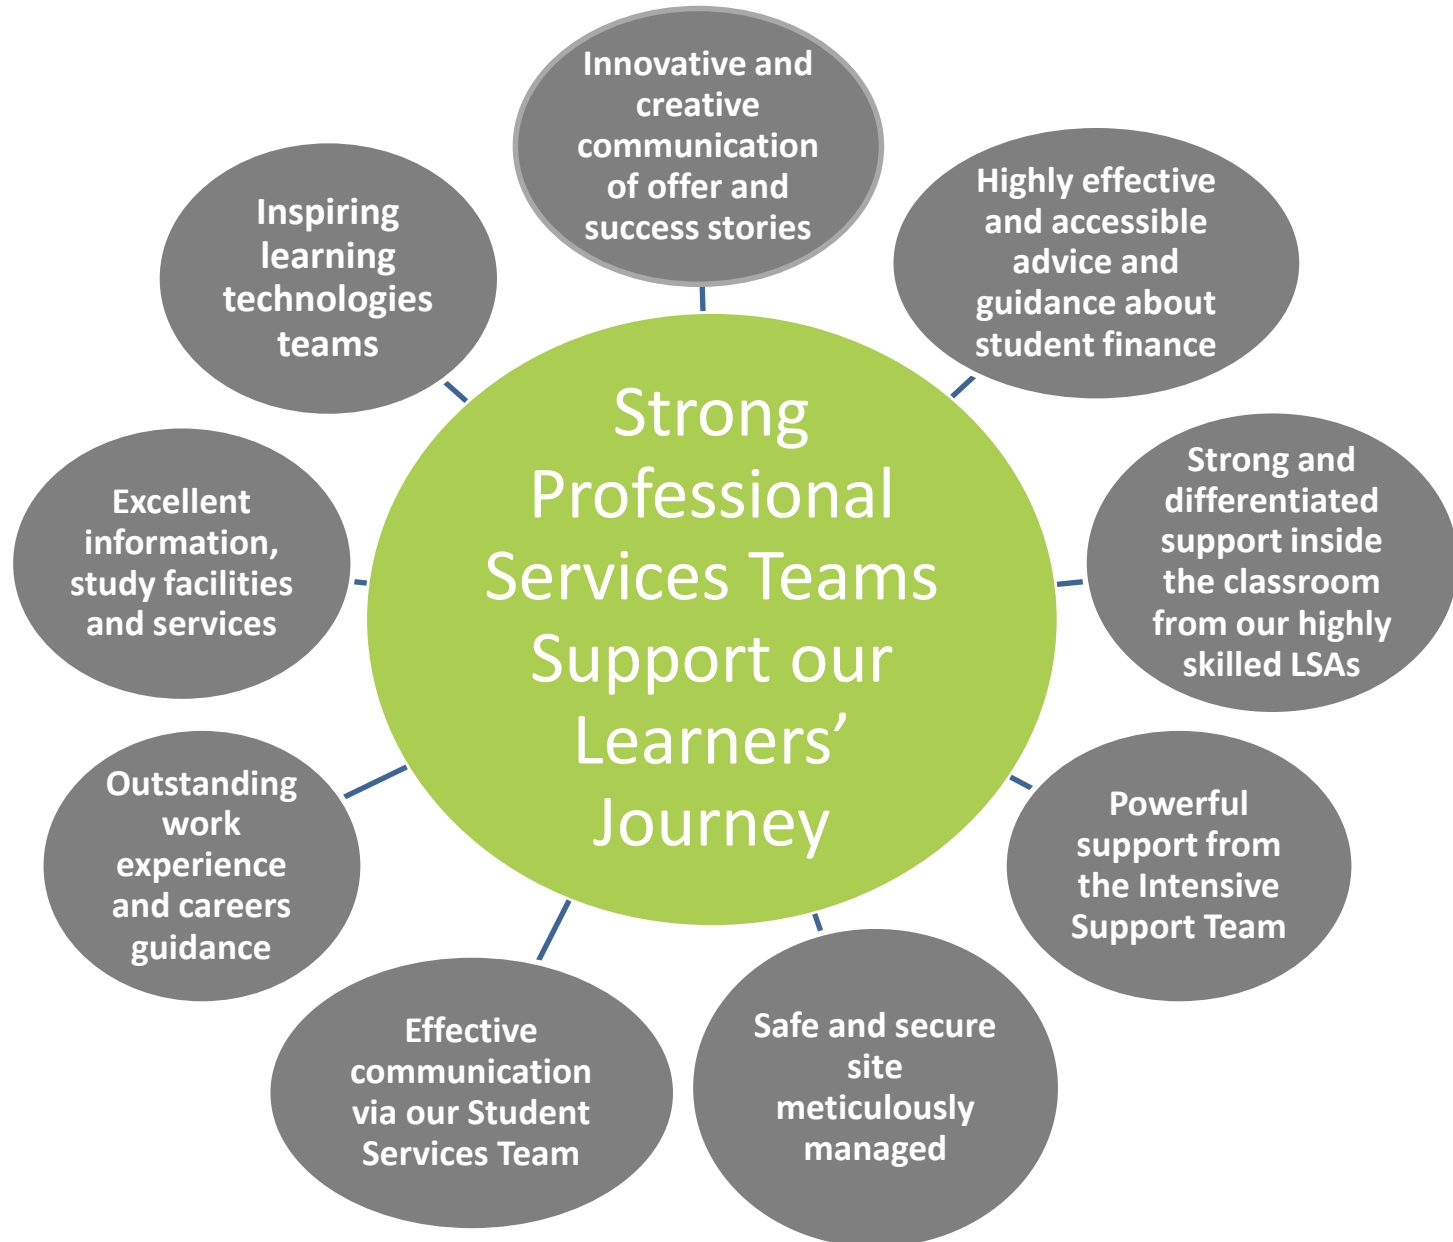 Innovative and
creative
communication
of offer and
success stories
Highly effective
and accessible
advice and
guidance about
student finance
Strong and
differentiated
support inside
the classroom
from our highly
skilled LSAs
Powerful
support from
the Intensive
Support Team
Safe and secure
site
meticulously
managed
Effective
communication
via our Student
Services Team
Outstanding
work
experience
and careers
guidance
Excellent
information,
study facilities
and services
Inspiring
learning
technologies
teams
Strong
Professional
Services Teams
Support our
Learners’
Journey